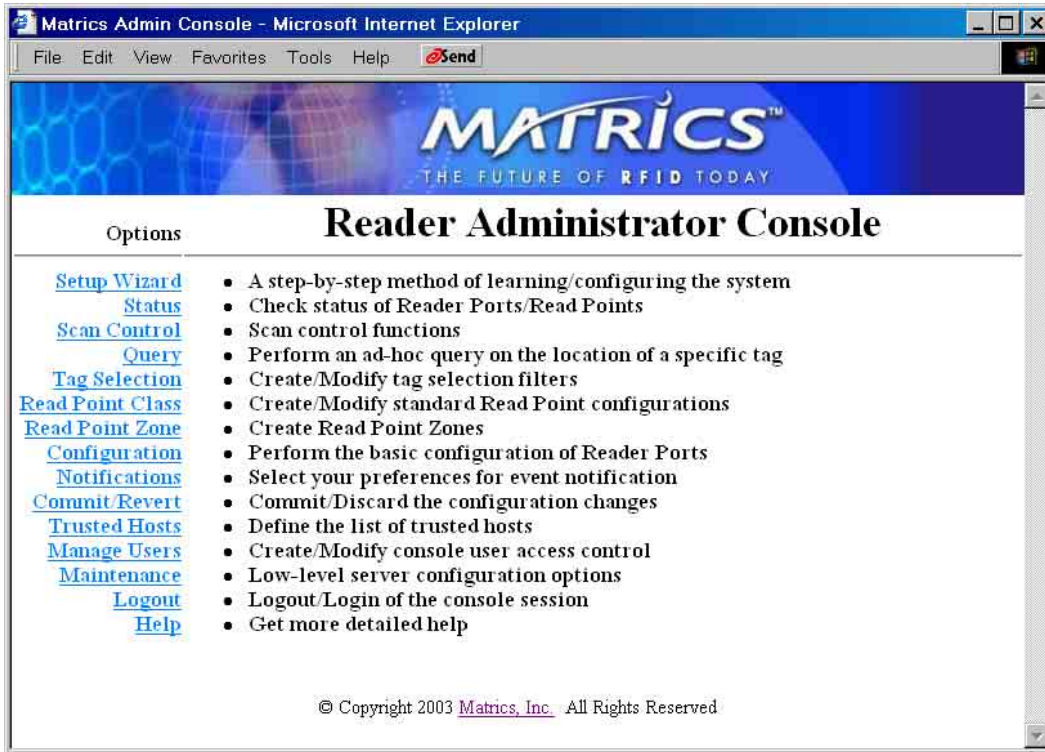 Matrics Admin Console - Microsoft Internet Explorer
File Edit View Favorites Tools Help Send
MATRICS™
THE FUTURE OF RFID TODAY
Options
Reader Administrator Console
Setup Wizard • A step-by-step method of learning/configuring the system
Status • Check status of Reader Ports/Read Points
Scan Control • Scan control functions
Query • Perform an ad-hoc query on the location of a specific tag
Tag Selection • Create/Modify tag selection filters
Read Point Class • Create/Modify standard Read Point configurations
Read Point Zone • Create Read Point Zones
Configuration • Perform the basic configuration of Reader Ports
Notifications • Select your preferences for event notification
Commit/Revert • Commit/Discard the configuration changes
Trusted Hosts • Define the list of trusted hosts
Manage Users • Create/Modify console user access control
Maintenance • Low-level server configuration options
Logout • Logout/Login of the console session
Help • Get more detailed help
© Copyright 2003 Matrics, Inc. All Rights Reserved